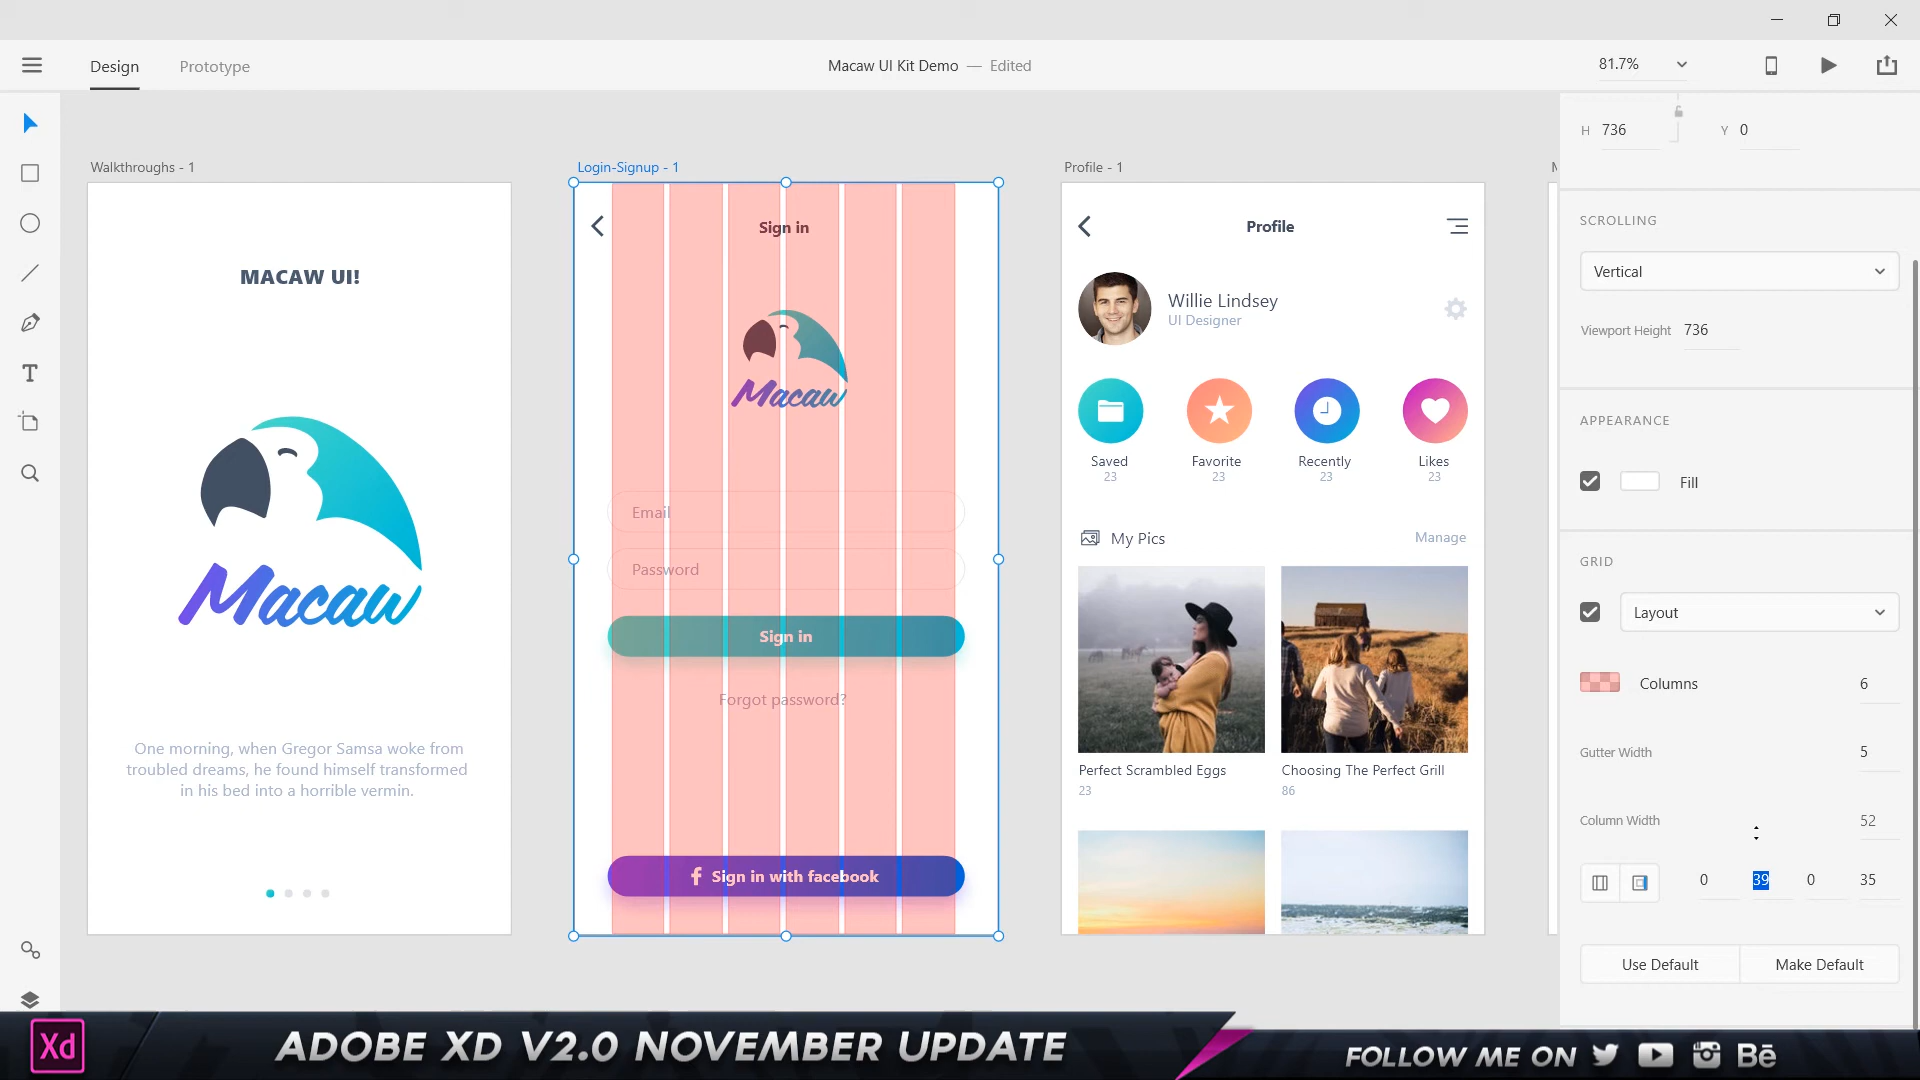 Design
Prototype
Macaw UI Kit Demo — Edited
81.7%
Walkthroughs - 1
MACAW UI!
Macaw
One morning, when Gregor Samsa woke from
troubled dreams, he found himself transformed
in his bed into a horrible vermin.
Login-Signup - 1
Sign in
Macaw
Email
Password
Sign in
Forgot password?
f Sign in with facebook
Profile - 1
Profile
Willie Lindsey
UI Designer
Saved
23
Favorite
23
Recently
23
Likes
23
My Pics
Manage
Perfect Scrambled Eggs
23
Choosing The Perfect Grill
86
H 736
Y 0
SCROLLING
Vertical
Viewport Height 736
APPEARANCE
Fill
GRID
Layout
Columns 6
Gutter Width 5
Column Width 52
0 39 0 35
Use Default
Make Default
Xd
ADOBE XD V2.0 NOVEMBER UPDATE
FOLLOW ME ON
Bē